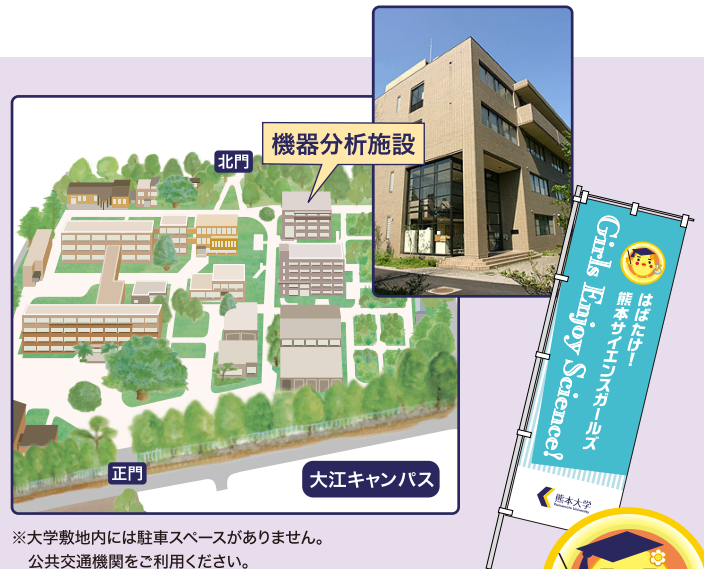 機器分析施設
北門
正門
大江キャンパス
※大学敷地内には駐車スペースがありません。
公共交通機関をご利用ください。
はばたけ!
熊本サイエンスガールズ
Girls Enjoy Science!
熊本大学
Kumamoto University